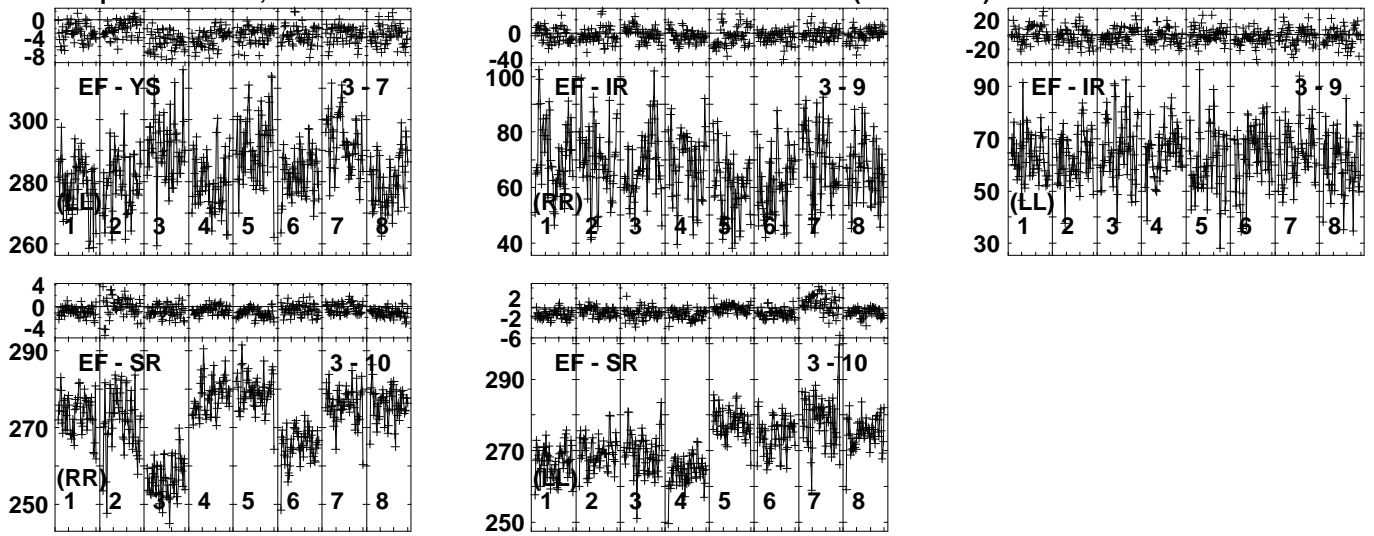 0
-4
-8
EF - YS 3 - 7
300
280
260
(LL)
1 2 3 4 5 6 7 8
0
-40
100
80
60
40
EF - IR 3 - 9
(RR)
1 2 3 4 5 6 7 8
20
-20
90
70
50
30
EF - IR 3 - 9
(LL)
1 2 3 4 5 6 7 8
4
0
-4
290
270
250
EF - SR 3 - 10
(RR)
1 2 3 4 5 6 7 8
2
-2
-6
290
270
250
EF - SR 3 - 10
(LL)
1 2 3 4 5 6 7 8